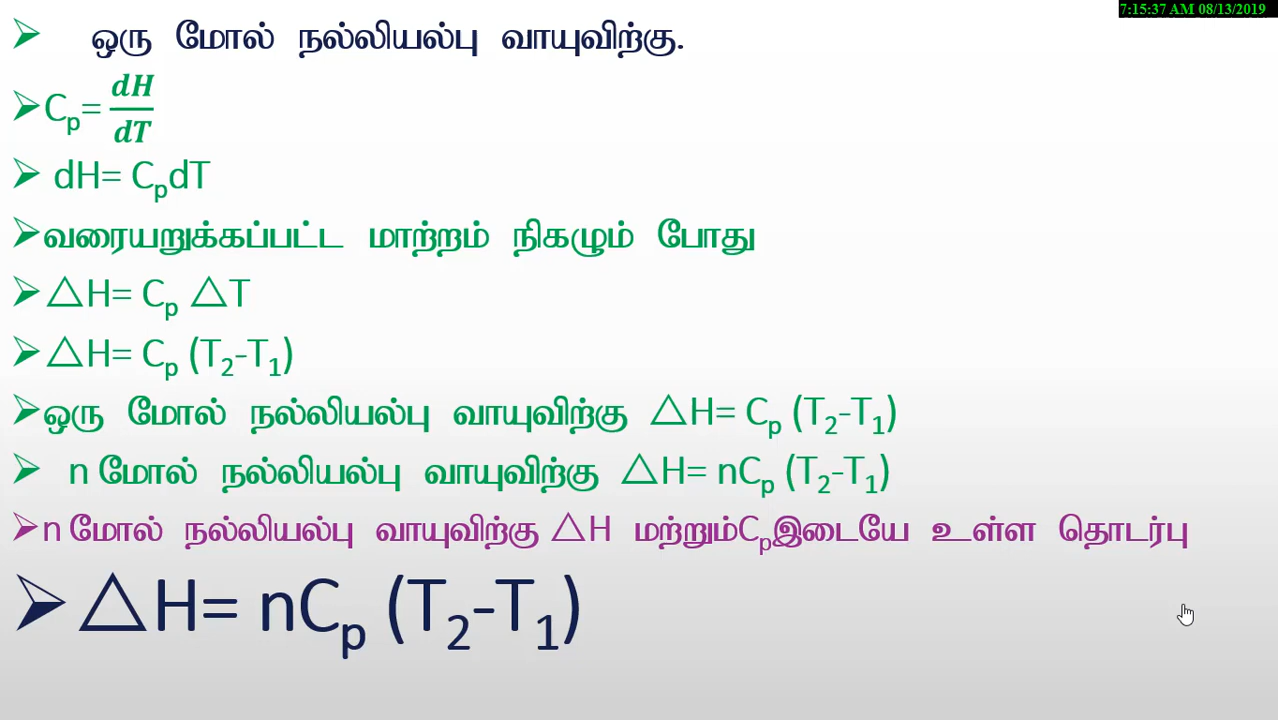 7:15:37 AM 08/13/2019
➢ ஒரு மோல் நல்லியல்பு வாயுவிற்கு.
➢Cp= dH/dT
➢ dH= CpdT
➢வரையறுக்கப்பட்ட மாற்றம் நிகழும் போது
➢△H= Cp △T
➢△H= Cp (T2-T1)
➢ஒரு மோல் நல்லியல்பு வாயுவிற்கு △H= Cp (T2-T1)
➢ n மோல் நல்லியல்பு வாயுவிற்கு △H= nCp (T2-T1)
➢n மோல் நல்லியல்பு வாயுவிற்கு △H மற்றும்Cpஇடையே உள்ள தொடர்பு
➢△H= nCp (T2-T1)